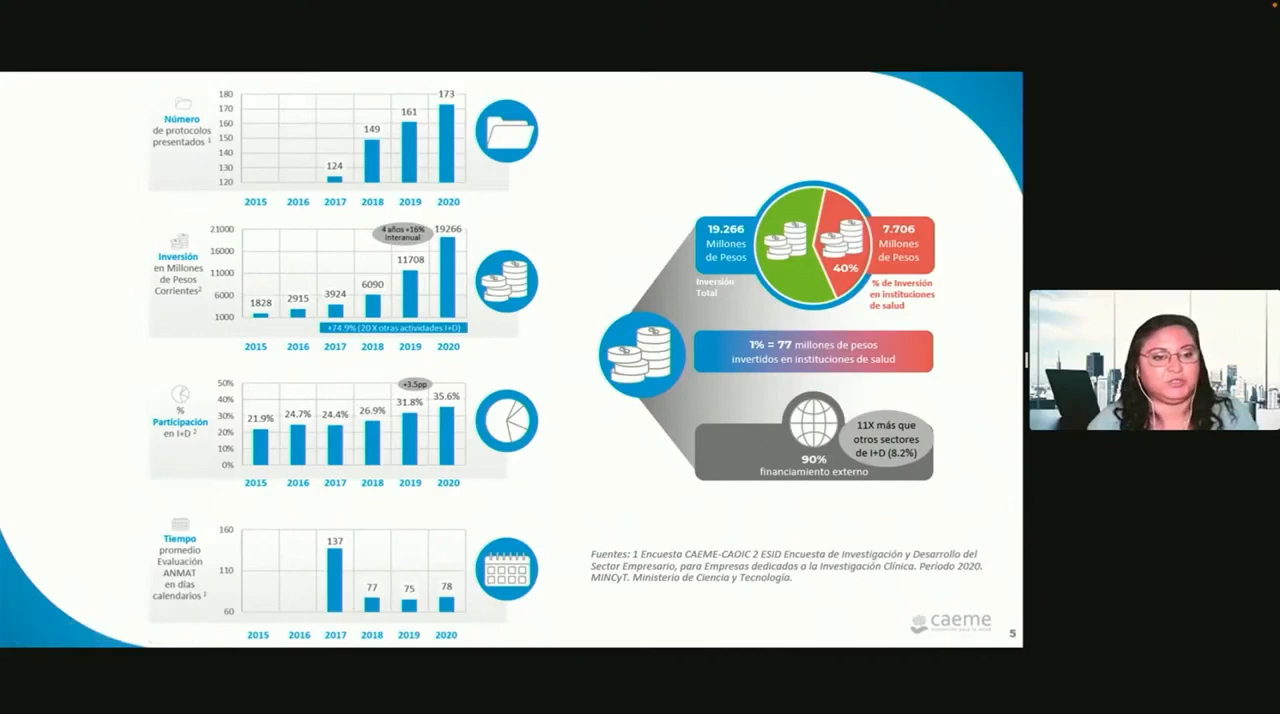 Número
de protocolos
presentados 1
180
170
160
150
140
130
120
124
149
161
173
2015 2016 2017 2018 2019 2020
Inversión
en Millones
de Pesos
Corrientes2
21000
16000
11000
6000
1000
1828
2915
3924
6090
11708
19266
4 años +16%
interanual
+74.9% (20 X otras actividades I+D)
2015 2016 2017 2018 2019 2020
%
Participación
en I+D 2
50%
40%
30%
20%
10%
0%
21.9%
24.7%
24.4%
26.9%
31.8%
35.6%
+3.5pp
2015 2016 2017 2018 2019 2020
Tiempo
promedio
Evaluación
ANMAT
en días
calendarios 1
160
110
60
137
77
75
78
2015 2016 2017 2018 2019 2020
19.266
Millones
de Pesos
Inversión
Total
40%
7.706
Millones
de Pesos
% de Inversión
en instituciones
de salud
1% = 77 millones de pesos
invertidos en instituciones de salud
11X más que
otros sectores
de I+D (8.2%)
90%
financiamiento externo
Fuentes: 1 Encuesta CAEME-CAOIC 2 ESID Encuesta de Investigación y Desarrollo del
Sector Empresario, para Empresas dedicadas a la Investigación Clínica. Período 2020.
MINCyT. Ministerio de Ciencia y Tecnología.
caeme
5